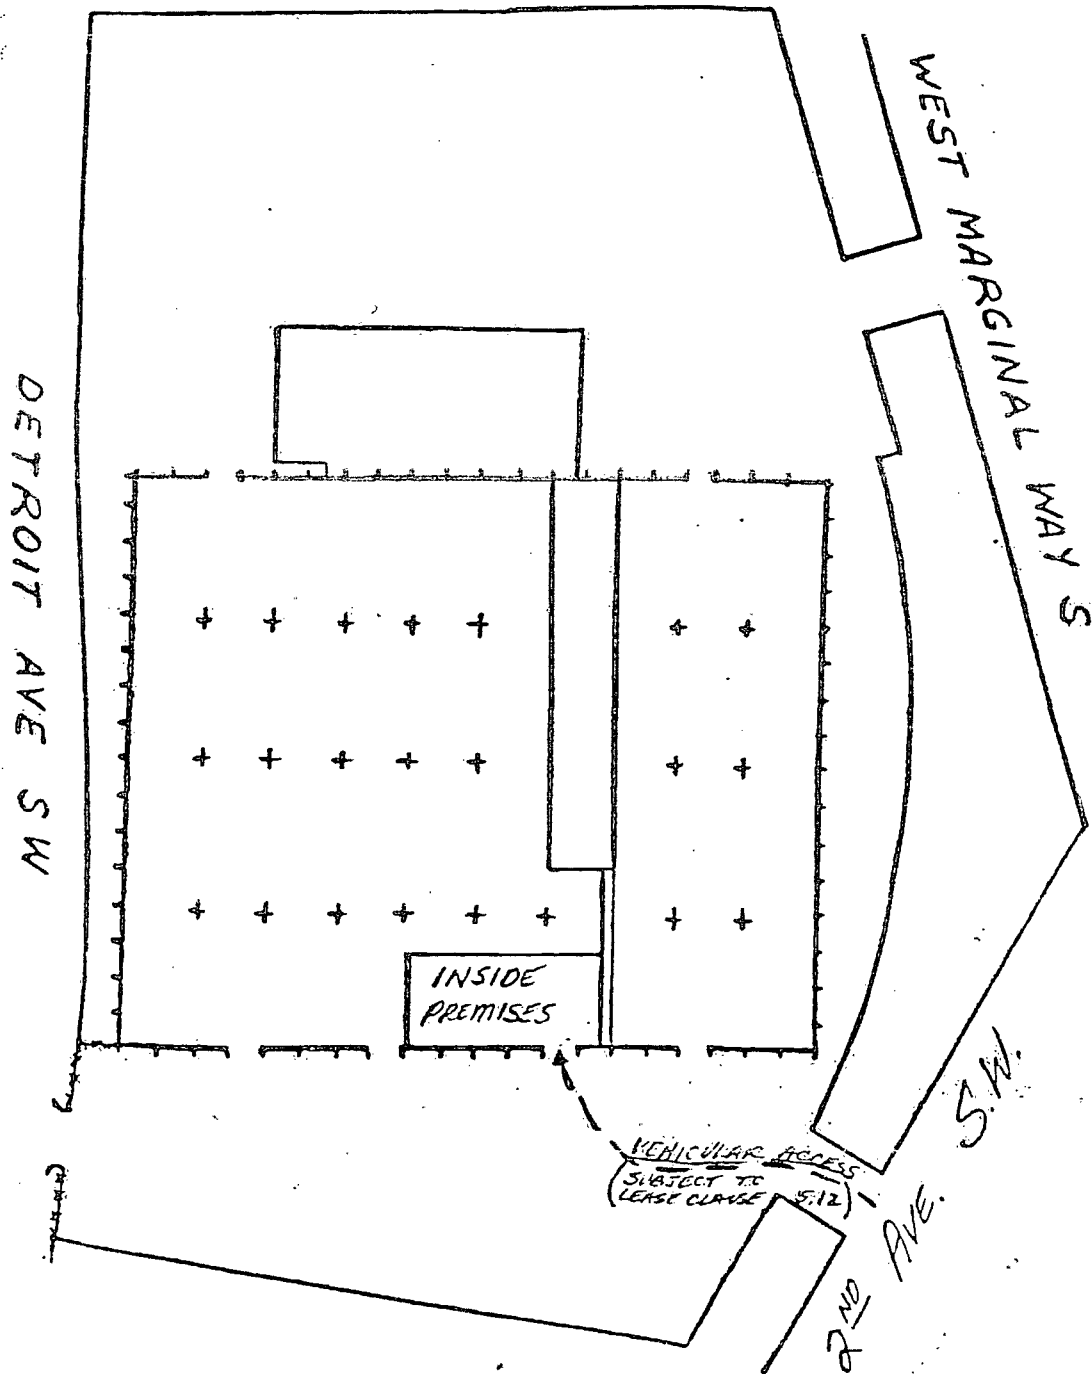 WEST MARGINAL WAY S
DETROIT AVE SW
INSIDE
PREMISES
VEHICULAR ACCESS
(SUBJECT TO
LEASE CLAUSE 5.12)
2ND AVE. S.W.